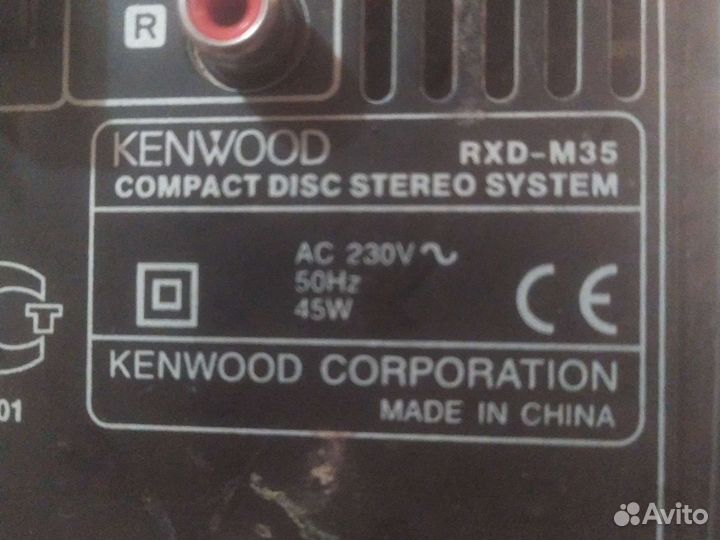 R
KENWOOD RXD-M35
COMPACT DISC STEREO SYSTEM
AC 230V ~
50Hz
45W
CE
KENWOOD CORPORATION
MADE IN CHINA
T
01
Avito